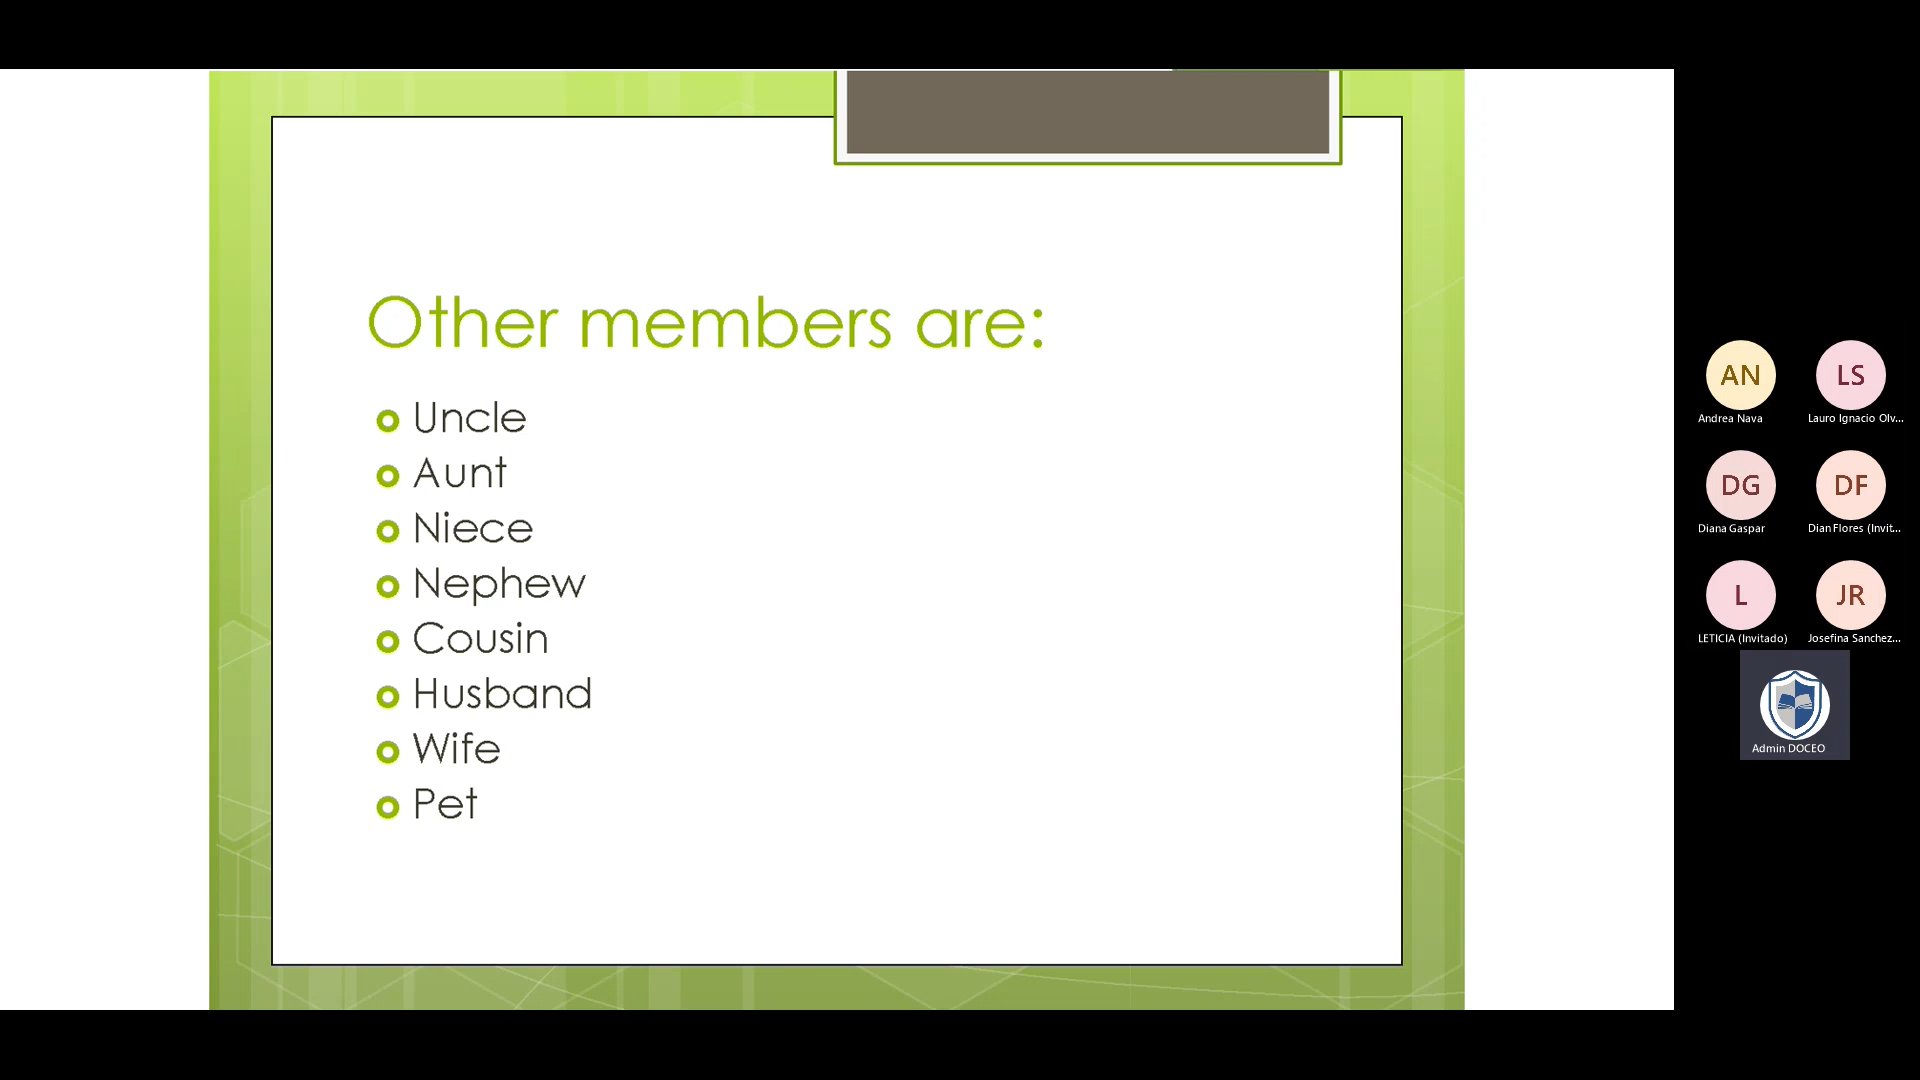 Other members are:
Uncle
Aunt
Niece
Nephew
Cousin
Husband
Wife
Pet
AN
Andrea Nava
LS
Lauro Ignacio Olv...
DG
Diana Gaspar
DF
Dian Flores (Invit...
L
LETICIA (Invitado)
JR
Josefina Sanchez...
Admin DOCEO